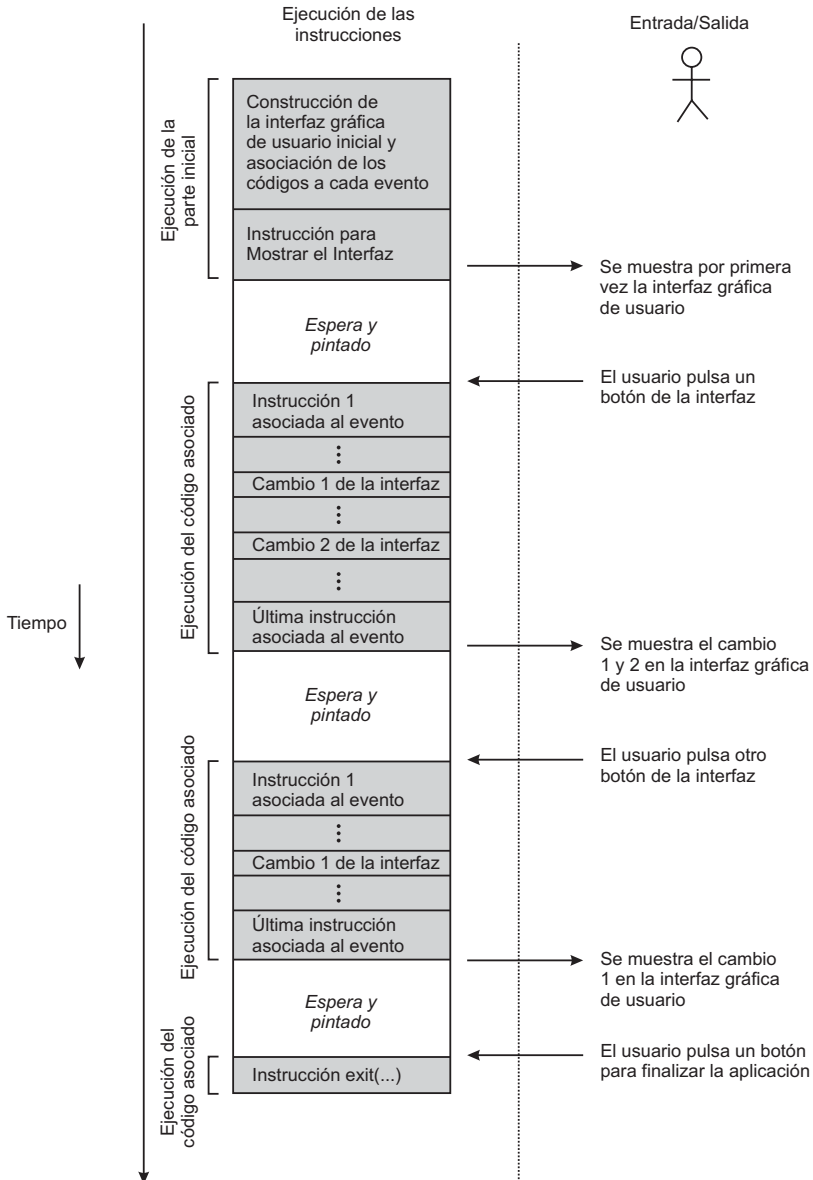 Ejecución de las
instrucciones
Entrada/Salida
Ejecución de la
parte inicial
Construcción de
la interfaz gráfica
de usuario inicial y
asociación de los
códigos a cada evento
Instrucción para
Mostrar el Interfaz
Se muestra por primera
vez la interfaz gráfica
de usuario
Espera y
pintado
El usuario pulsa un
botón de la interfaz
Ejecución del código asociado
Instrucción 1
asociada al evento
⋮
Cambio 1 de la interfaz
⋮
Cambio 2 de la interfaz
⋮
Última instrucción
asociada al evento
Tiempo
Se muestra el cambio
1 y 2 en la interfaz gráfica
de usuario
Espera y
pintado
El usuario pulsa otro
botón de la interfaz
Ejecución del código asociado
Instrucción 1
asociada al evento
⋮
Cambio 1 de la interfaz
⋮
Última instrucción
asociada al evento
Se muestra el cambio
1 en la interfaz gráfica
de usuario
Espera y
pintado
El usuario pulsa un botón
para finalizar la aplicación
Ejecución del
código asociado
Instrucción exit(...)